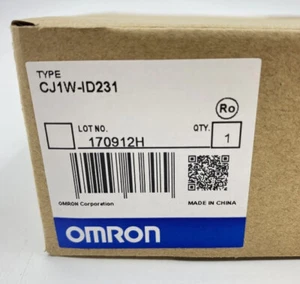 TYPE
CJ1W-ID231
Ro
LOT NO.
QTY.
170912H
1
OMRON Corporation
MADE IN CHINA
OMRON